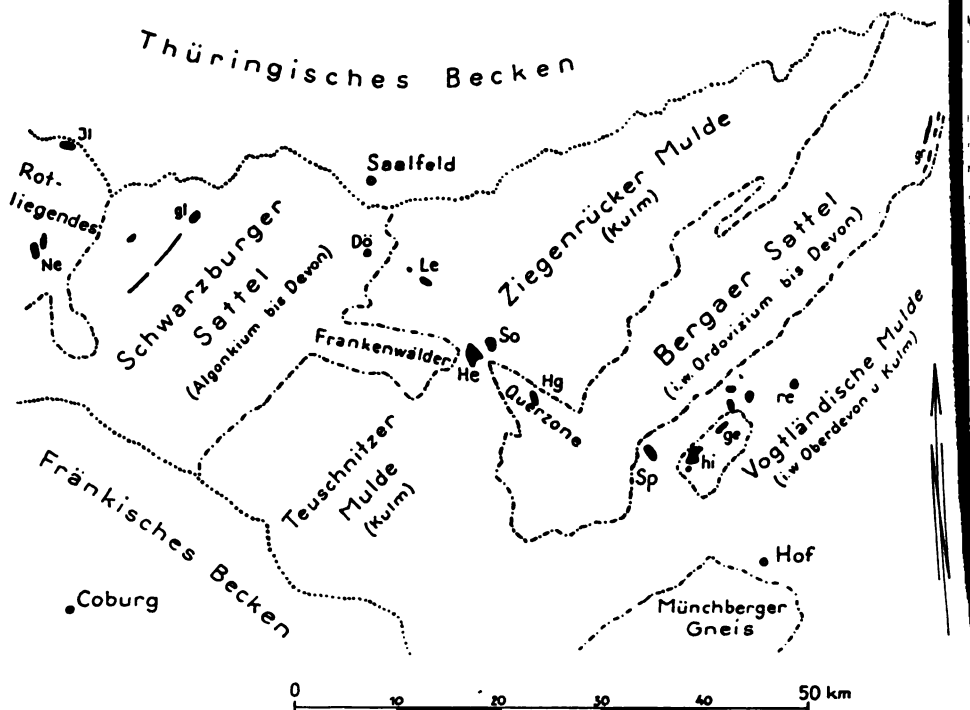 Thüringisches Becken
Jl
Rot-
liegendes
Ne
gl
Saalfeld
Dö
Le
Schwarzburger
Sattel
(Algonkium bis Devon)
Ziegenrücker Mulde
(Kulm)
Bergaer Sattel
(i.w. Ordovizium bis Devon)
gr
Frankenwälder
He
So
Hg
Querzone
Teuschnitzer
Mulde
(Kulm)
Sp
hi
ge
re
Vogtländische Mulde
(i.w Oberdevon u Kulm)
Fränkisches Becken
Coburg
Hof
Münchberger
Gneis
0 10 20 30 40 50 km